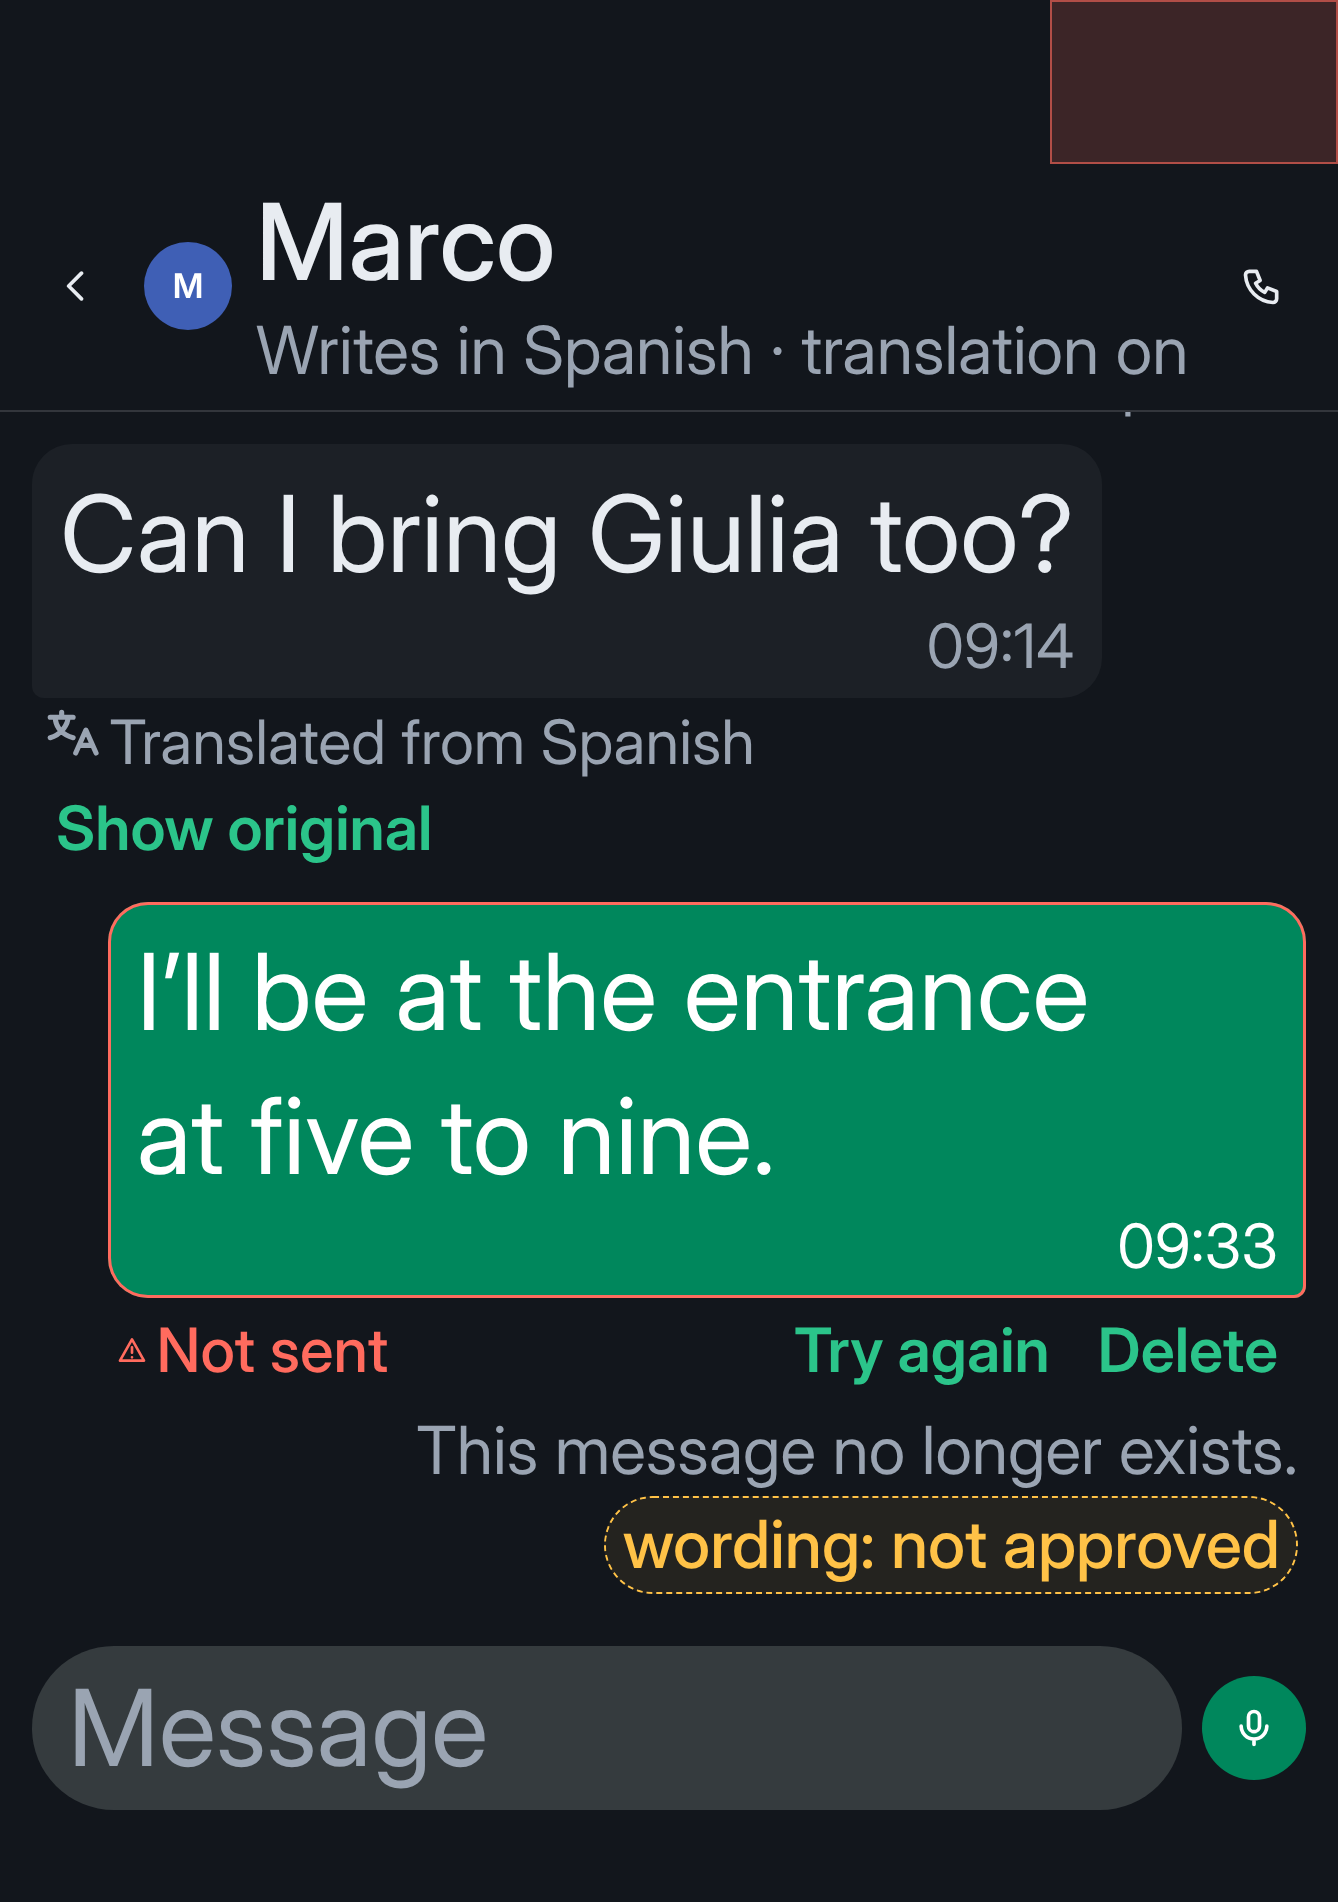 Marco
M
Writes in Spanish · translation on
Can I bring Giulia too?
09:14
Translated from Spanish
Show original
I’ll be at the entrance
at five to nine.
09:33
Not sent
Try again
Delete
This message no longer exists.
wording: not approved
Message